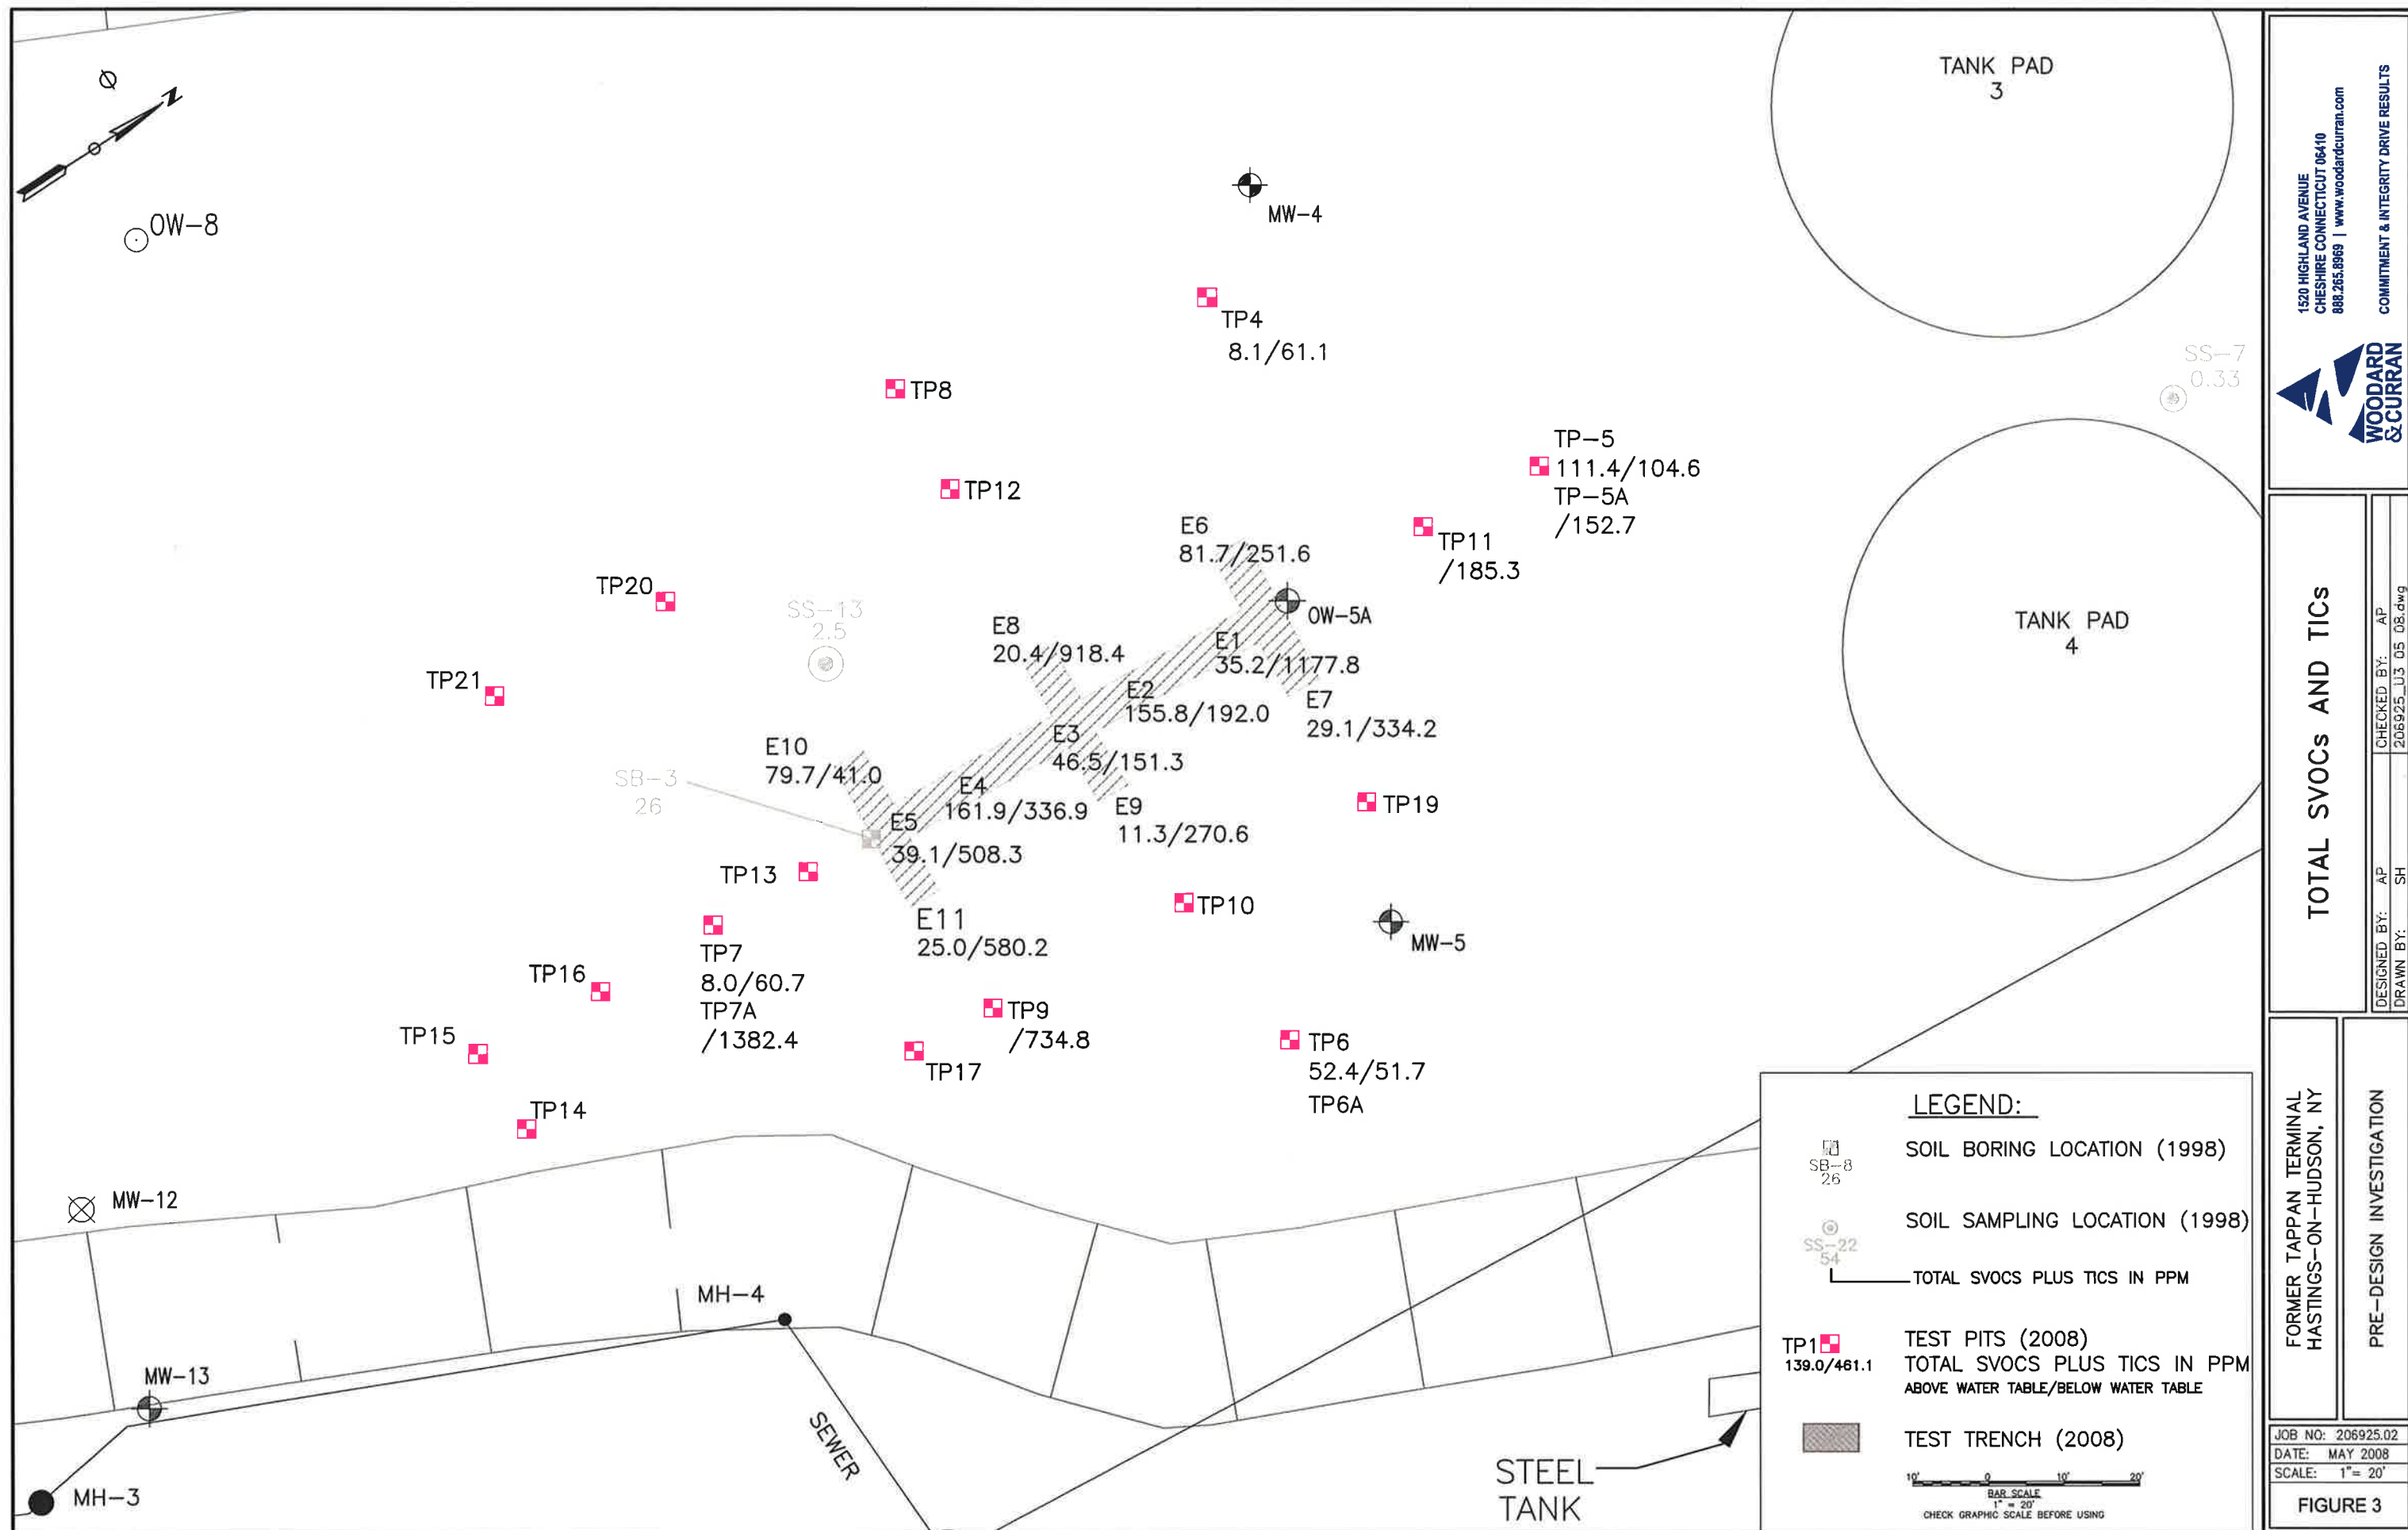 N
OW-8
MW-4
TANK PAD
3
TP4
8.1/61.1
SS-7
0.33
TP8
TP12
TP-5
111.4/104.6
TP-5A
/152.7
TP11
/185.3
E6
81.7/251.6
OW-5A
TP20
SS-13
2.5
E8
20.4/918.4
E1
35.2/1177.8
TANK PAD
4
TP21
E2
155.8/192.0
E7
29.1/334.2
E3
46.5/151.3
E10
79.7/41.0
SB-3
26
E4
161.9/336.9
E9
11.3/270.6
TP19
E5
39.1/508.3
TP13
E11
25.0/580.2
TP10
MW-5
TP7
8.0/60.7
TP7A
/1382.4
TP16
TP9
/734.8
TP15
TP17
TP6
52.4/51.7
TP6A
TP14
MW-12
MH-4
MW-13
SEWER
MH-3
STEEL
TANK
LEGEND:
SB-8
26
SOIL BORING LOCATION (1998)
SS-22
54
SOIL SAMPLING LOCATION (1998)
TOTAL SVOCS PLUS TICS IN PPM
TP1
139.0/461.1
TEST PITS (2008)
TOTAL SVOCS PLUS TICS IN PPM
ABOVE WATER TABLE/BELOW WATER TABLE
TEST TRENCH (2008)
10' 0 10' 20'
BAR SCALE
1" = 20'
CHECK GRAPHIC SCALE BEFORE USING
1520 HIGHLAND AVENUE
CHESHIRE CONNECTICUT 06410
888.265.8969 | www.woodardcurran.com
COMMITMENT & INTEGRITY DRIVE RESULTS
WOODARD
& CURRAN
TOTAL SVOCs AND TICs
DESIGNED BY: AP
CHECKED BY: AP
DRAWN BY: SH
206925_U3 05 08.dwg
FORMER TAPPAN TERMINAL
HASTINGS-ON-HUDSON, NY
PRE-DESIGN INVESTIGATION
JOB NO: 206925.02
DATE: MAY 2008
SCALE: 1"= 20'
FIGURE 3